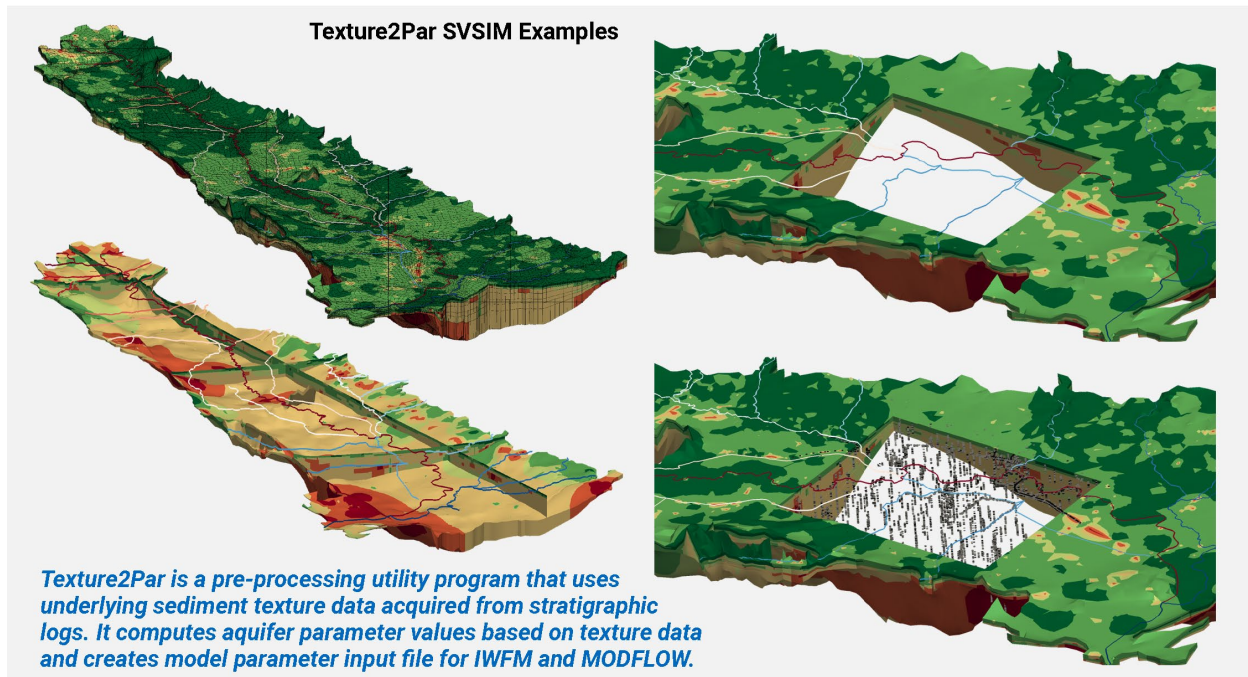 Texture2Par SVSIM Examples
Texture2Par is a pre-processing utility program that uses
underlying sediment texture data acquired from stratigraphic
logs. It computes aquifer parameter values based on texture data
and creates model parameter input file for IWFM and MODFLOW.